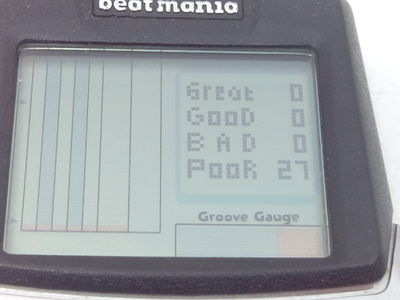 beatmania
Great 0
GooD 0
BAD 0
PooR 27
Groove Gauge